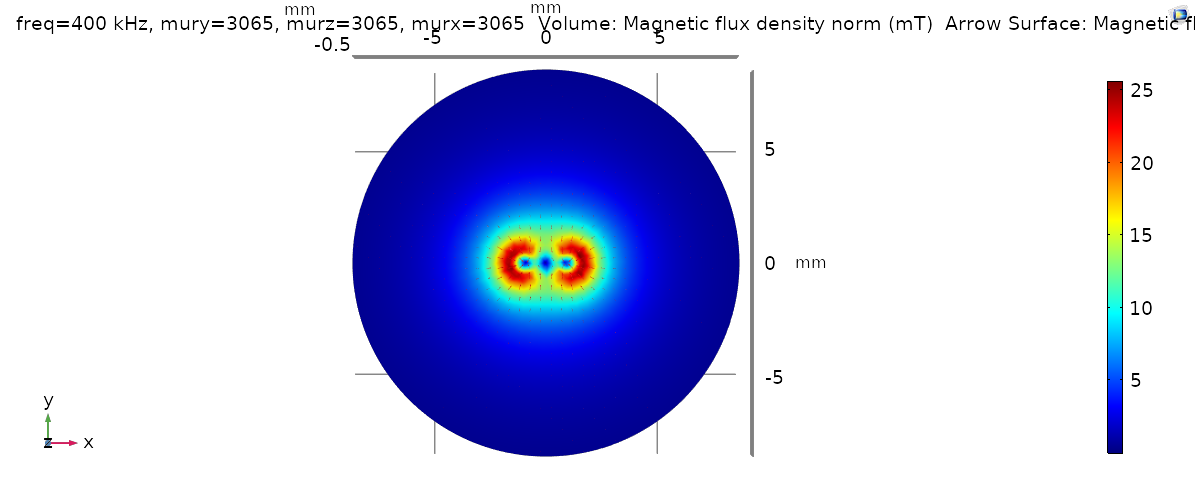 mm
mm
freq=400 kHz, mury=3065, murz=3065, murx=3065 Volume: Magnetic flux density norm (mT) Arrow Surface: Magnetic fl
-0.5
-5
0
5
25
20
15
10
5
5
0 mm
-5
y
z x